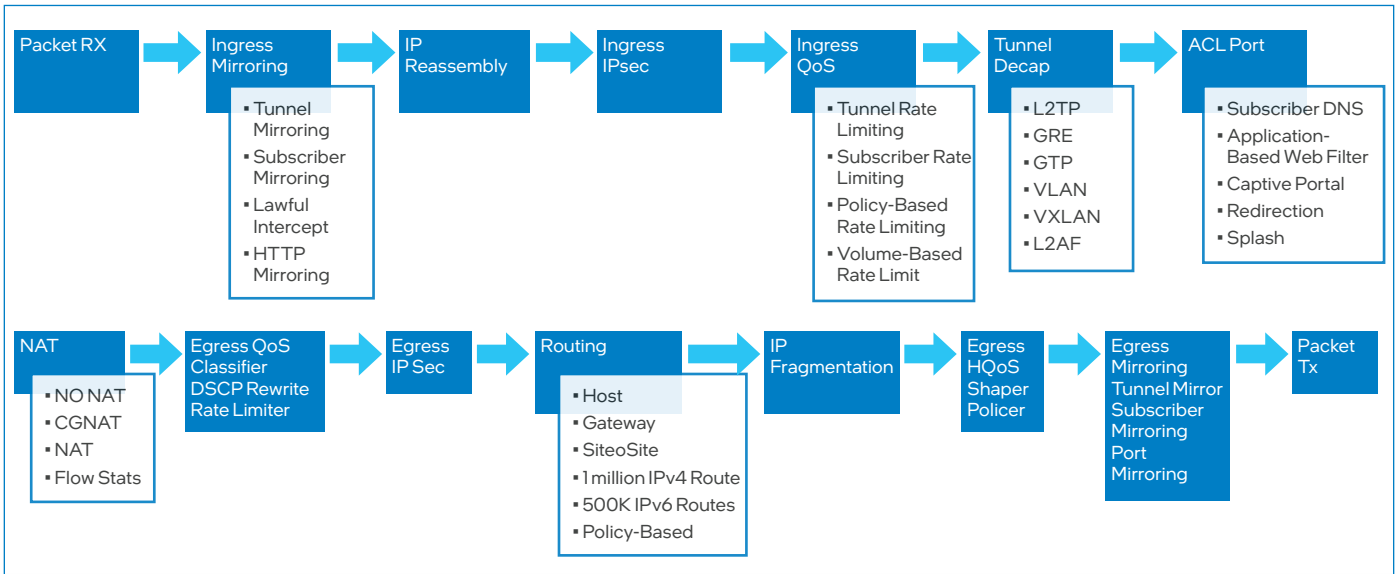 Packet RX
Ingress
Mirroring
▪ Tunnel
Mirroring
▪ Subscriber
Mirroring
▪ Lawful
Intercept
▪ HTTP
Mirroring
IP
Reassembly
Ingress
IPsec
Ingress
QoS
▪ Tunnel Rate
Limiting
▪ Subscriber Rate
Limiting
▪ Policy-Based
Rate Limiting
▪ Volume-Based
Rate Limit
Tunnel
Decap
▪ L2TP
▪ GRE
▪ GTP
▪ VLAN
▪ VXLAN
▪ L2AF
ACL Port
▪ Subscriber DNS
▪ Application-
Based Web Filter
▪ Captive Portal
▪ Redirection
▪ Splash
NAT
▪ NO NAT
▪ CGNAT
▪ NAT
▪ Flow Stats
Egress QoS
Classifier
DSCP Rewrite
Rate Limiter
Egress
IP Sec
Routing
▪ Host
▪ Gateway
▪ SiteoSite
▪ 1 million IPv4 Route
▪ 500K IPv6 Routes
▪ Policy-Based
IP
Fragmentation
Egress
HQoS
Shaper
Policer
Egress
Mirroring
Tunnel Mirror
Subscriber
Mirroring
Port
Mirroring
Packet
Tx